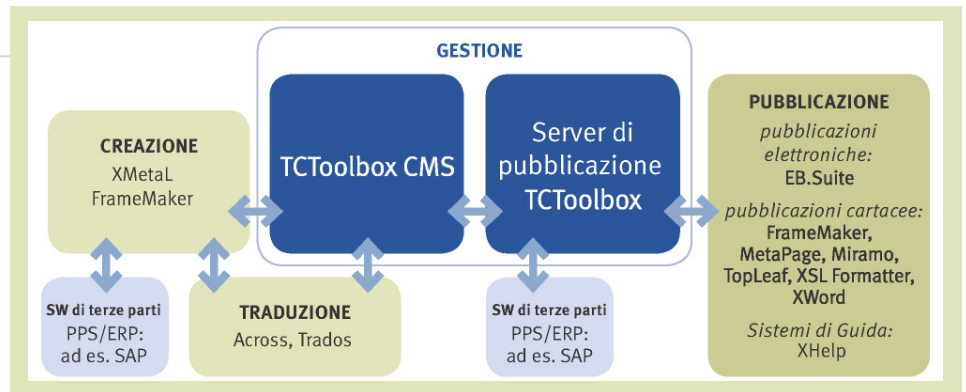 GESTIONE
CREAZIONE
XMetaL
FrameMaker
TCToolbox CMS
Server di
pubblicazione
TCToolbox
PUBBLICAZIONE
pubblicazioni
elettroniche:
EB.Suite
pubblicazioni cartacee:
FrameMaker,
MetaPage, Miramo,
TopLeaf, XSL Formatter,
XWord
Sistemi di Guida:
XHelp
SW di terze parti
PPS/ERP:
ad es. SAP
TRADUZIONE
Across, Trados
SW di terze parti
PPS/ERP:
ad es. SAP